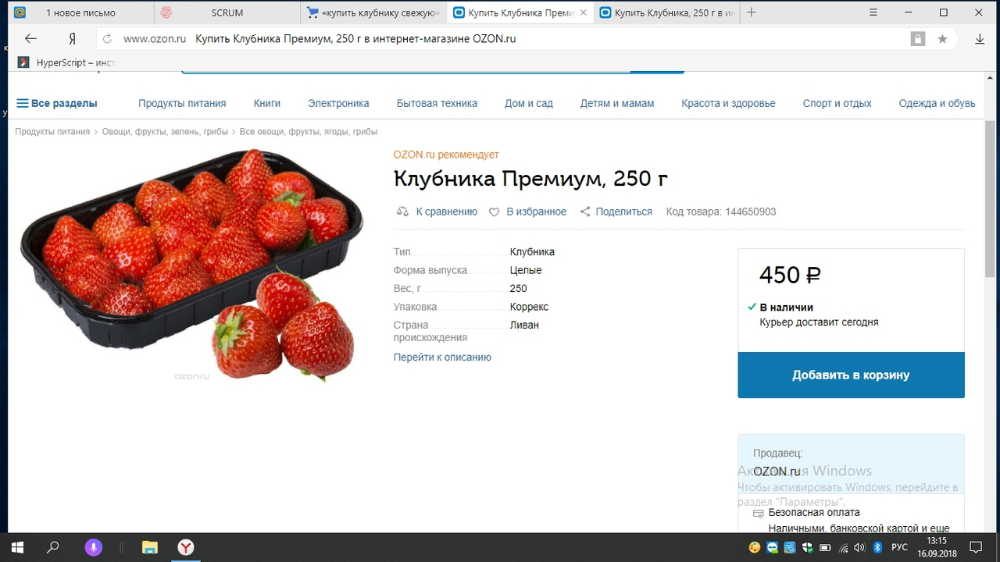 1 новое письмо
SCRUM
«купить клубнику свежую»
Купить Клубника Преми
Купить Клубника, 250 г в
www.ozon.ru Купить Клубника Премиум, 250 г в интернет-магазине OZON.ru
HyperScript – инст
Все разделы
Продукты питания
Книги
Электроника
Бытовая техника
Дом и сад
Детям и мамам
Красота и здоровье
Спорт и отдых
Одежда и обувь
Продукты питания > Овощи, фрукты, зелень, грибы > Все овощи, фрукты, ягоды, грибы
OZON.ru рекомендует
Клубника Премиум, 250 г
К сравнению
В избранное
Поделиться
Код товара: 144650903
Тип Клубника
Форма выпуска Целые
Вес, г 250
Упаковка Коррекс
Страна Ливан
происхождения
Перейти к описанию
ozon.ru
450 ₽
В наличии
Курьер доставит сегодня
Добавить в корзину
Продавец:
OZON.ru
Активация Windows
Чтобы активировать Windows, перейдите в
раздел "Параметры".
Безопасная оплата
Наличными, банковской картой и еще
РУС
13:15
16.09.2018